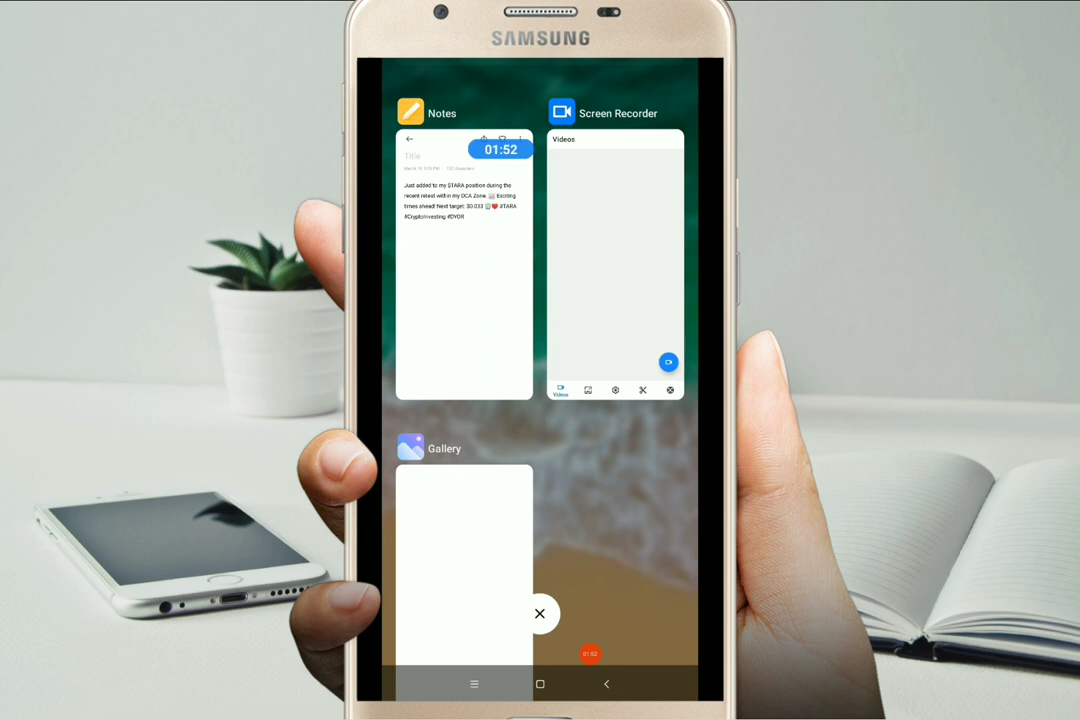 SAMSUNG
Notes
Screen Recorder
01:52
Videos
Title
Just added to my $TARA position during the
recent retest within my DCA Zone. 📈 Exciting
times ahead! Next target: $0.033 #TARA
#CryptoInvesting #DYOR
Videos
Gallery
01:52